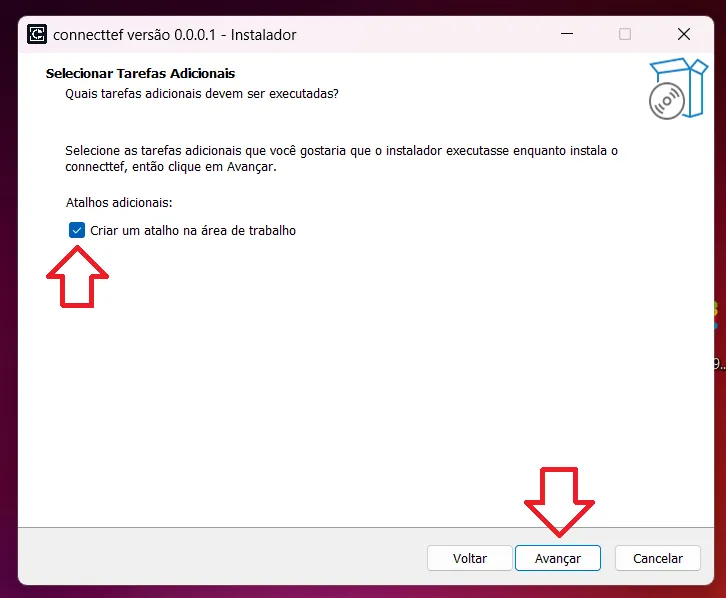 connecttef versão 0.0.0.1 - Instalador
Selecionar Tarefas Adicionais
Quais tarefas adicionais devem ser executadas?
Selecione as tarefas adicionais que você gostaria que o instalador executasse enquanto instala o
connecttef, então clique em Avançar.
Atalhos adicionais:
Criar um atalho na área de trabalho
9...
Voltar
Avançar
Cancelar